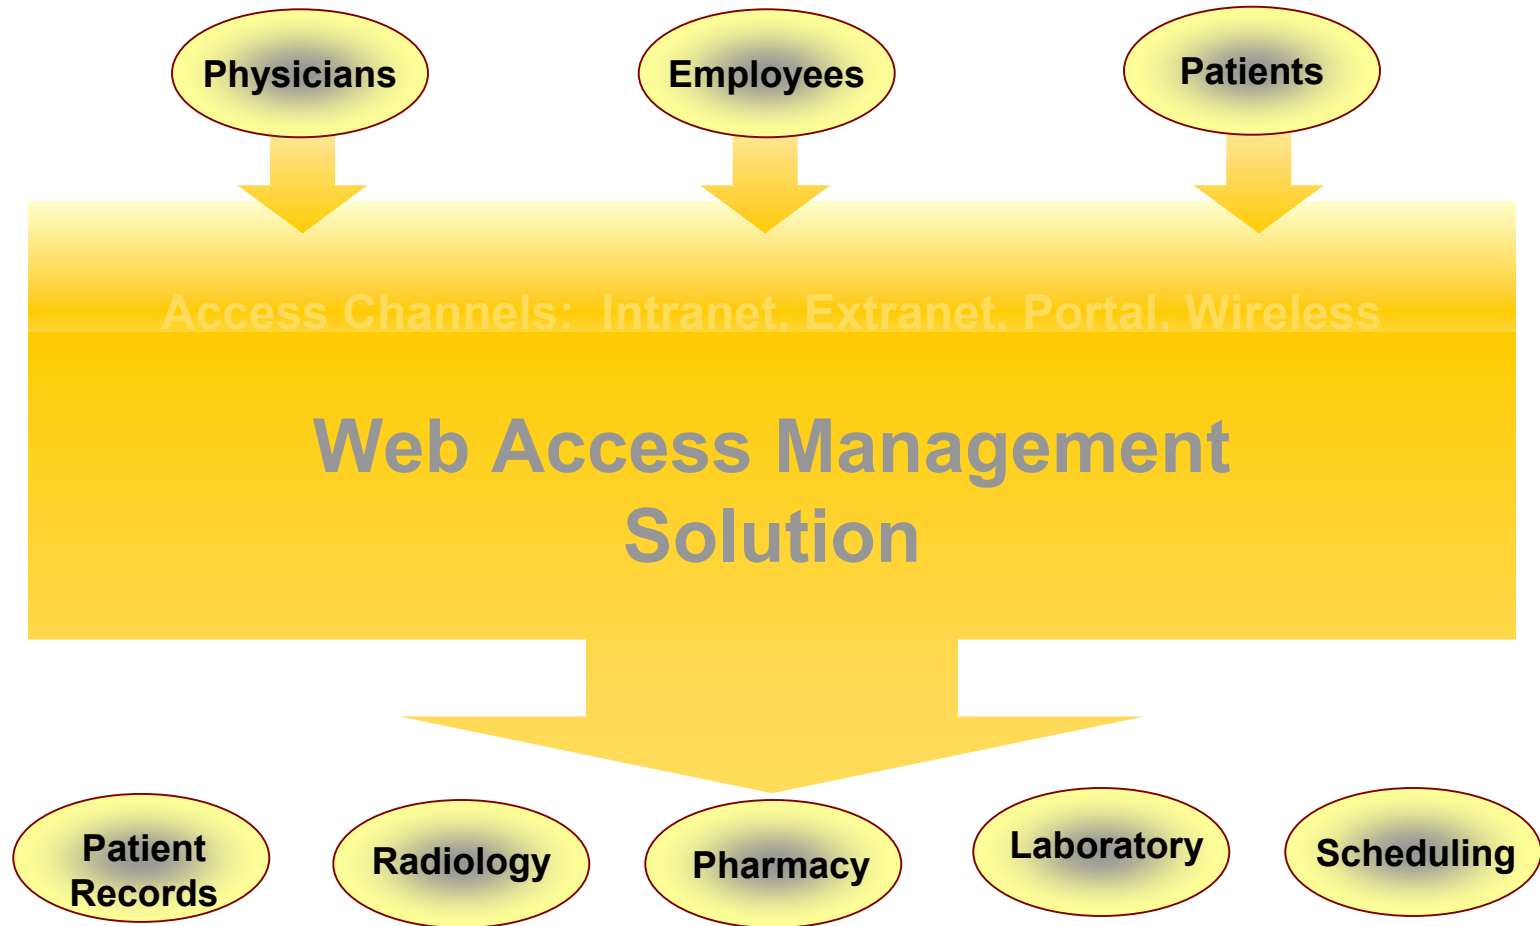 Physicians
Employees
Patients
Access Channels:  Intranet, Extranet, Portal, Wireless
Web Access Management
Solution
Patient
Records
Radiology
Pharmacy
Laboratory
Scheduling